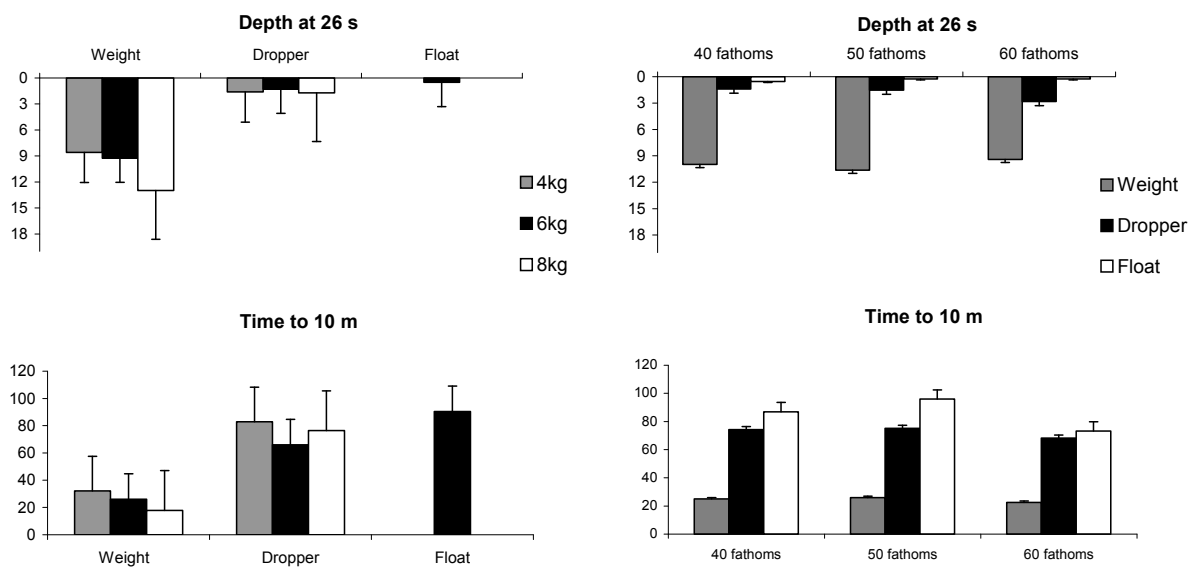 Depth at 26 s
Weight Dropper Float
0
3
6
9
12
15
18
4kg
6kg
8kg
Depth at 26 s
40 fathoms 50 fathoms 60 fathoms
0
3
6
9
12
15
18
Weight
Dropper
Float
Time to 10 m
120
100
80
60
40
20
0
Weight Dropper Float
Time to 10 m
120
100
80
60
40
20
0
40 fathoms 50 fathoms 60 fathoms